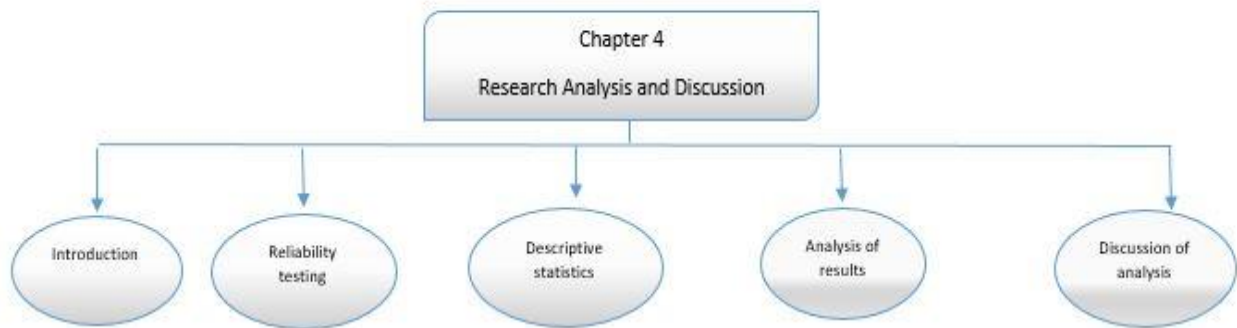 Chapter 4
Research Analysis and Discussion
Introduction
Reliability
testing
Descriptive
statistics
Analysis of
results
Discussion of
analysis